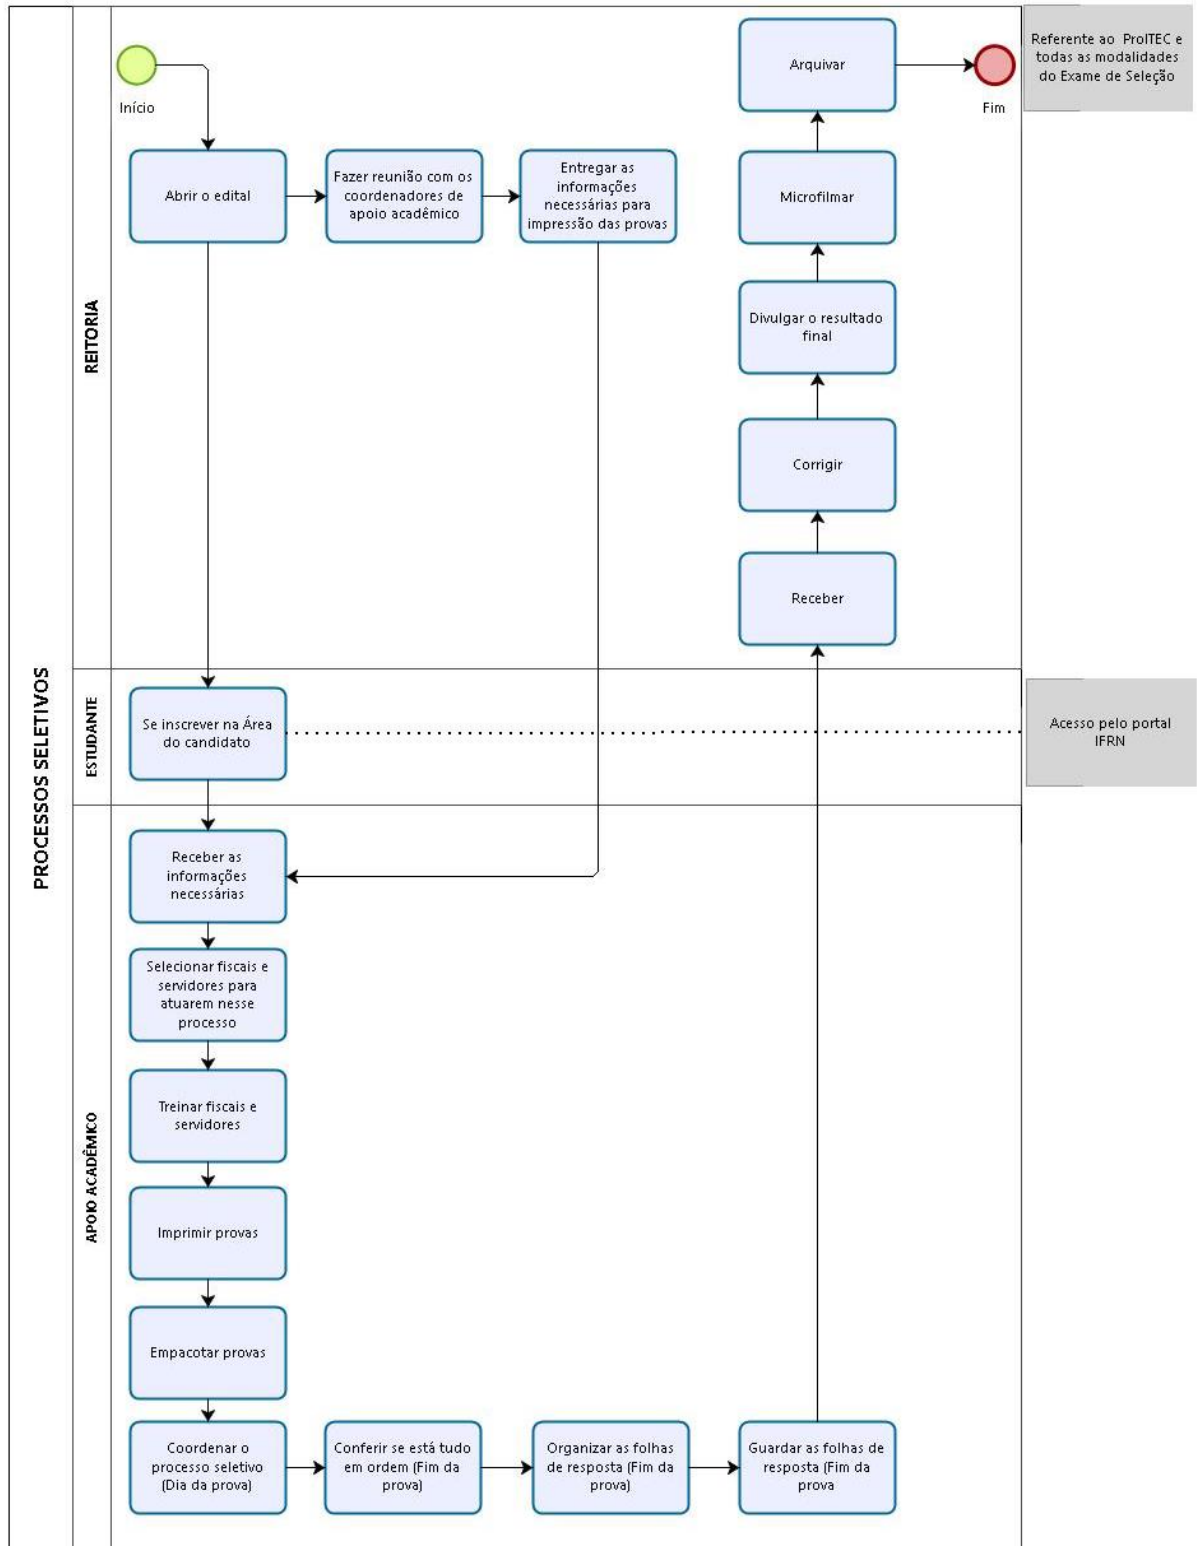 PROCESSOS SELETIVOS
REITORIA
Início
Abrir o edital
Fazer reunião com os
coordenadores de
apoio acadêmico
Entregar as
informações
necessárias para
impressão das provas
Arquivar
Fim
Microfilmar
Divulgar o resultado
final
Corrigir
Receber
Referente ao ProITEC e
todas as modalidades
do Exame de Seleção
ESTUDANTE
Se inscrever na Área
do candidato
Acesso pelo portal
IFRN
APOIO ACADÊMICO
Receber as
informações
necessárias
Selecionar fiscais e
servidores para
atuarem nesse
processo
Treinar fiscais e
servidores
Imprimir provas
Empacotar provas
Coordenar o
processo seletivo
(Dia da prova)
Conferir se está tudo
em ordem (Fim da
prova)
Organizar as folhas
de resposta (Fim da
prova)
Guardar as folhas de
resposta (Fim da
prova